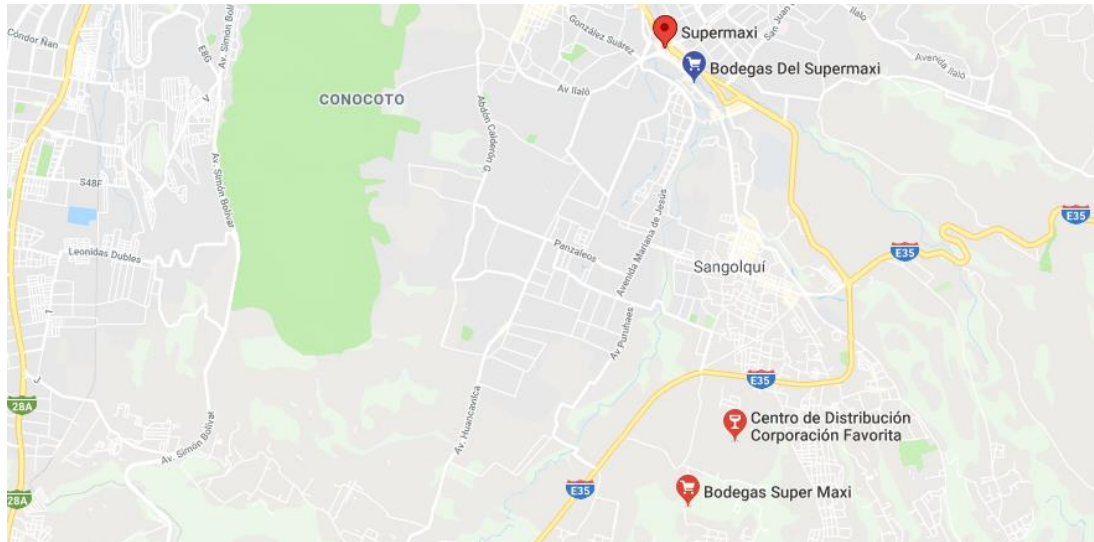 Cóndor Ñan
E8G
Av. Simón Bolívar
V
González Suárez
Supermaxi
Bodegas Del Supermaxi
San Juan
Ilaló
Avenida Ilaló
Av Ilaló
CONOCOTO
Abdón Calderón G
S48F
Av. Simón Bolívar
Leonidas Dubles
Panzaleos
Avenida Mariana de Jesús
Sangolquí
E35
E35
Av Puruhaes
E35
J
28A
Av. Huancavilca
Centro de Distribución
Corporación Favorita
Av. Simón Bolívar
E35
Bodegas Super Maxi
28A